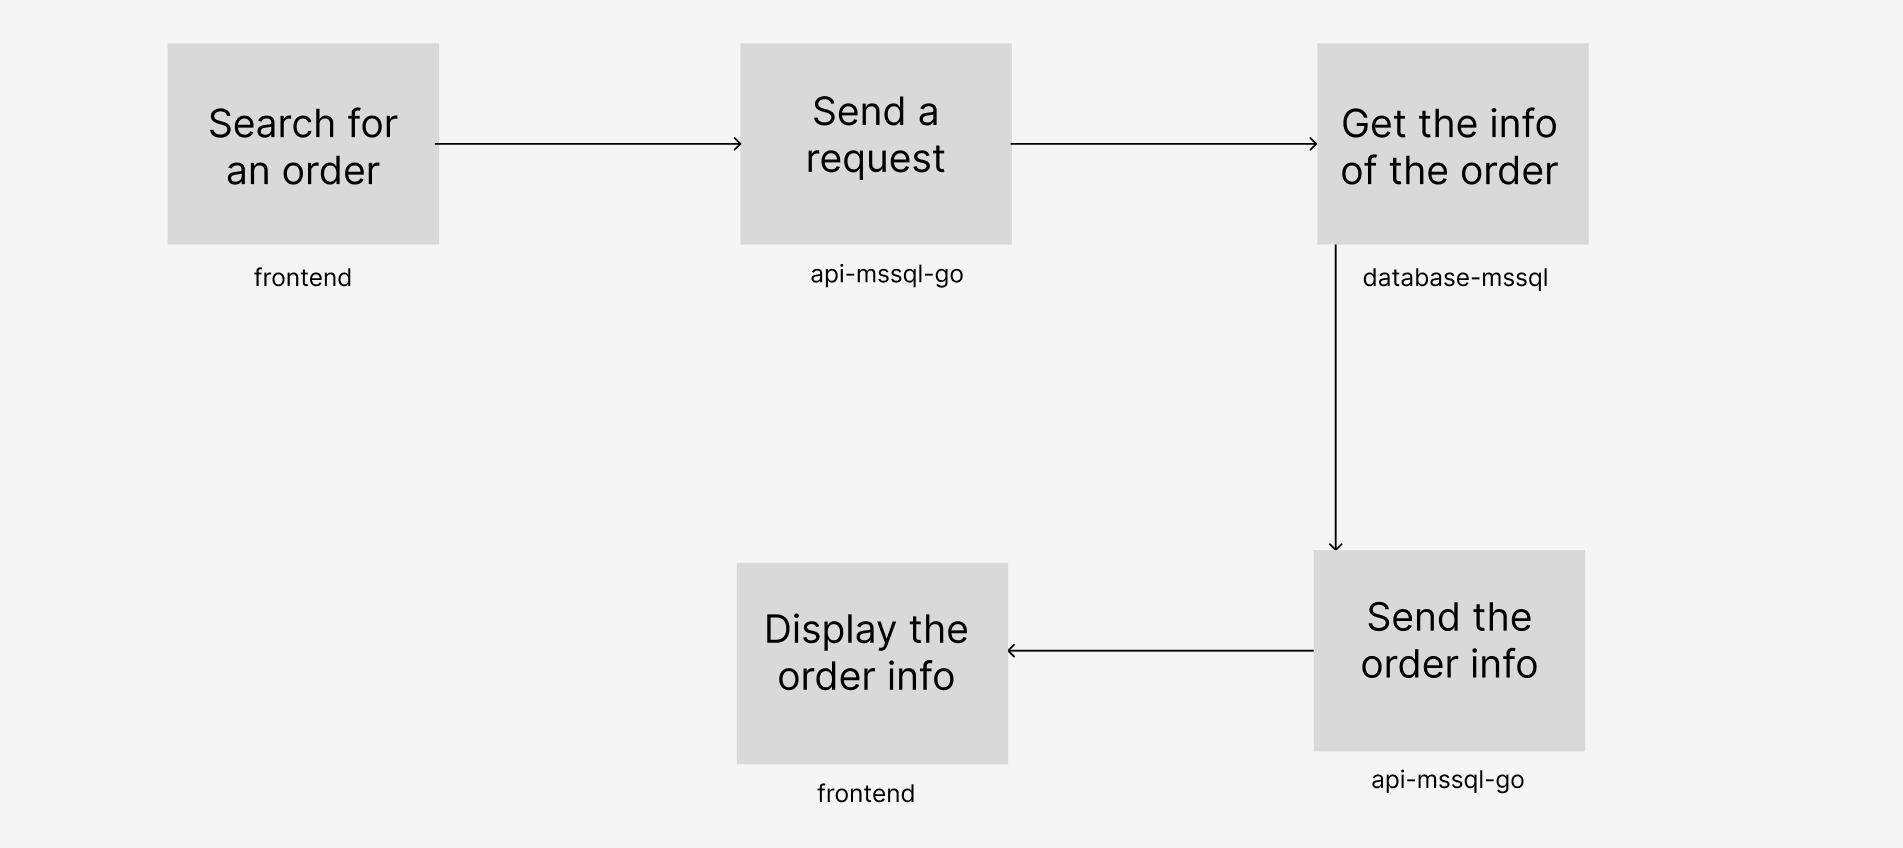 Search for
an order
frontend
Send a
request
api-mssql-go
Get the info
of the order
database-mssql
Send the
order info
api-mssql-go
Display the
order info
frontend